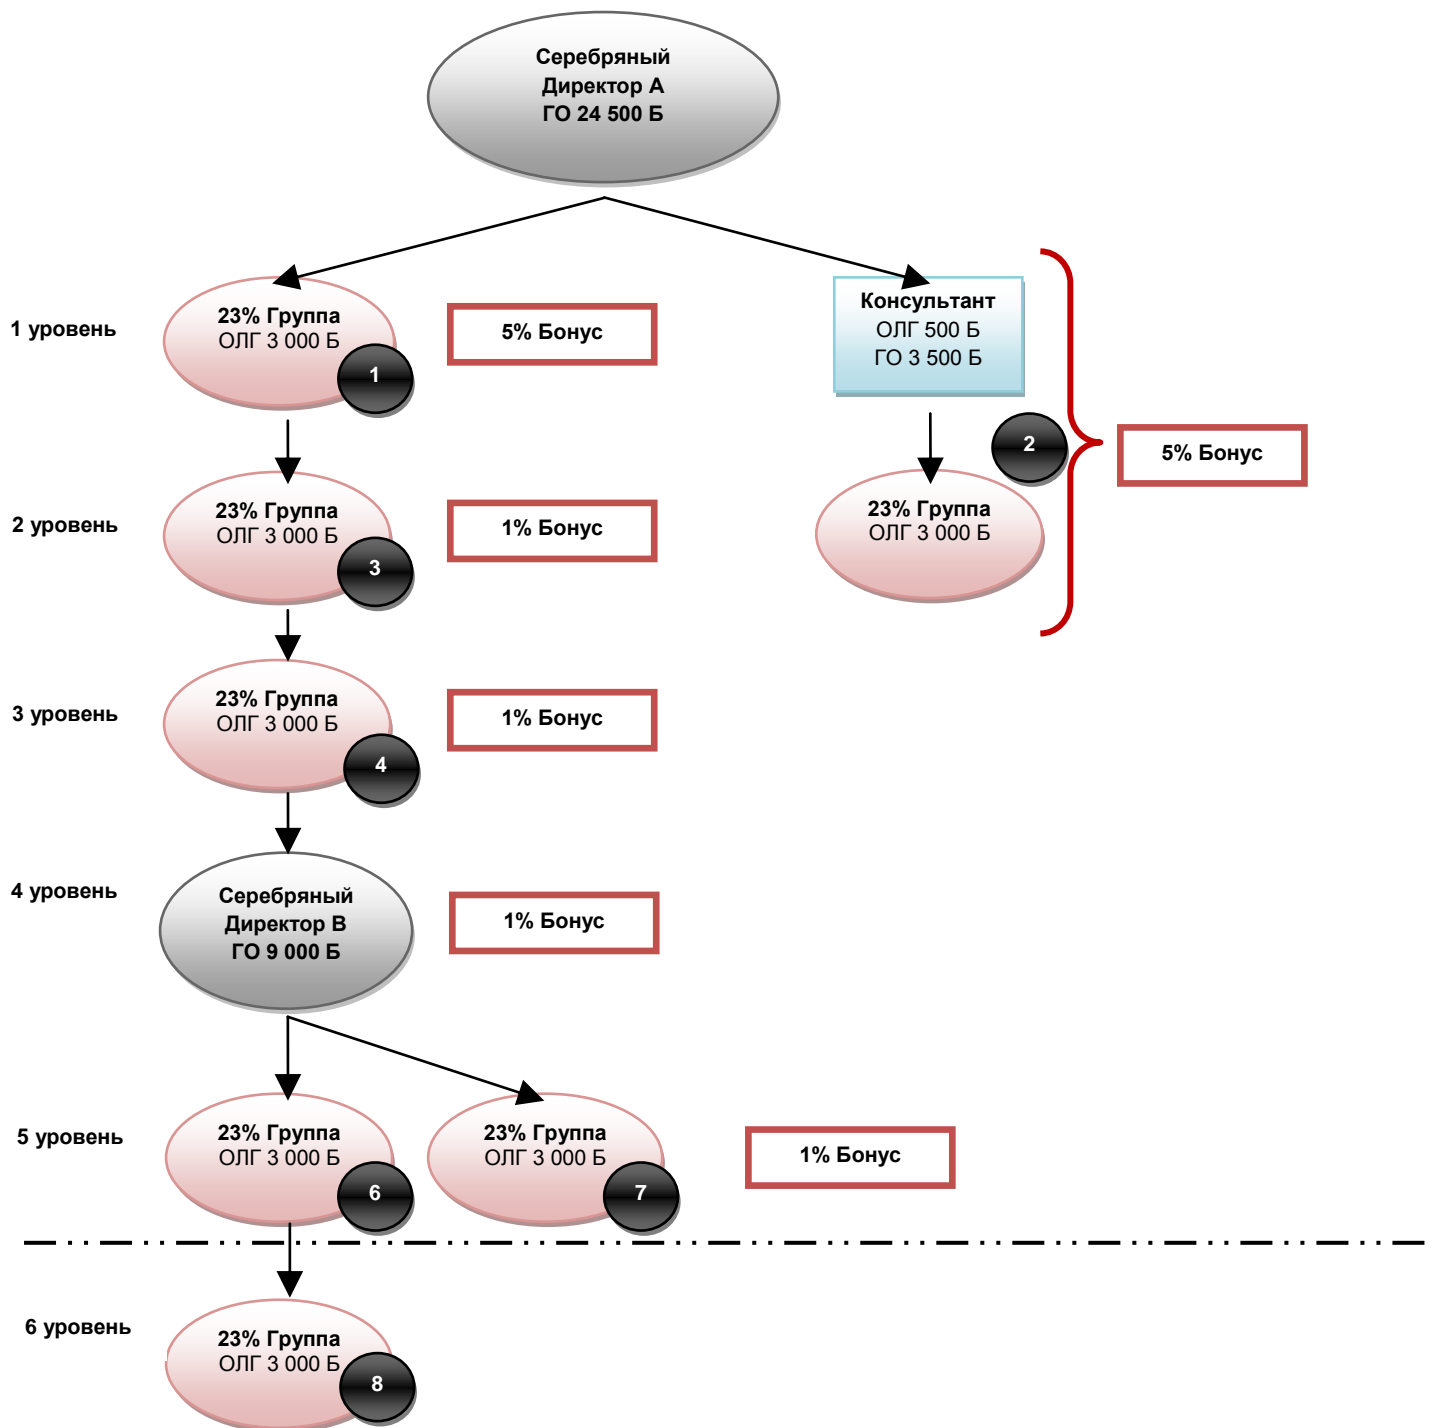 Серебряный
Директор А
ГО 24 500 Б
1 уровень
23% Группа
ОЛГ 3 000 Б
1
5% Бонус
Консультант
ОЛГ 500 Б
ГО 3 500 Б
2
5% Бонус
2 уровень
23% Группа
ОЛГ 3 000 Б
3
1% Бонус
23% Группа
ОЛГ 3 000 Б
3 уровень
23% Группа
ОЛГ 3 000 Б
4
1% Бонус
4 уровень
Серебряный
Директор В
ГО 9 000 Б
1% Бонус
5 уровень
23% Группа
ОЛГ 3 000 Б
6
23% Группа
ОЛГ 3 000 Б
7
1% Бонус
6 уровень
23% Группа
ОЛГ 3 000 Б
8